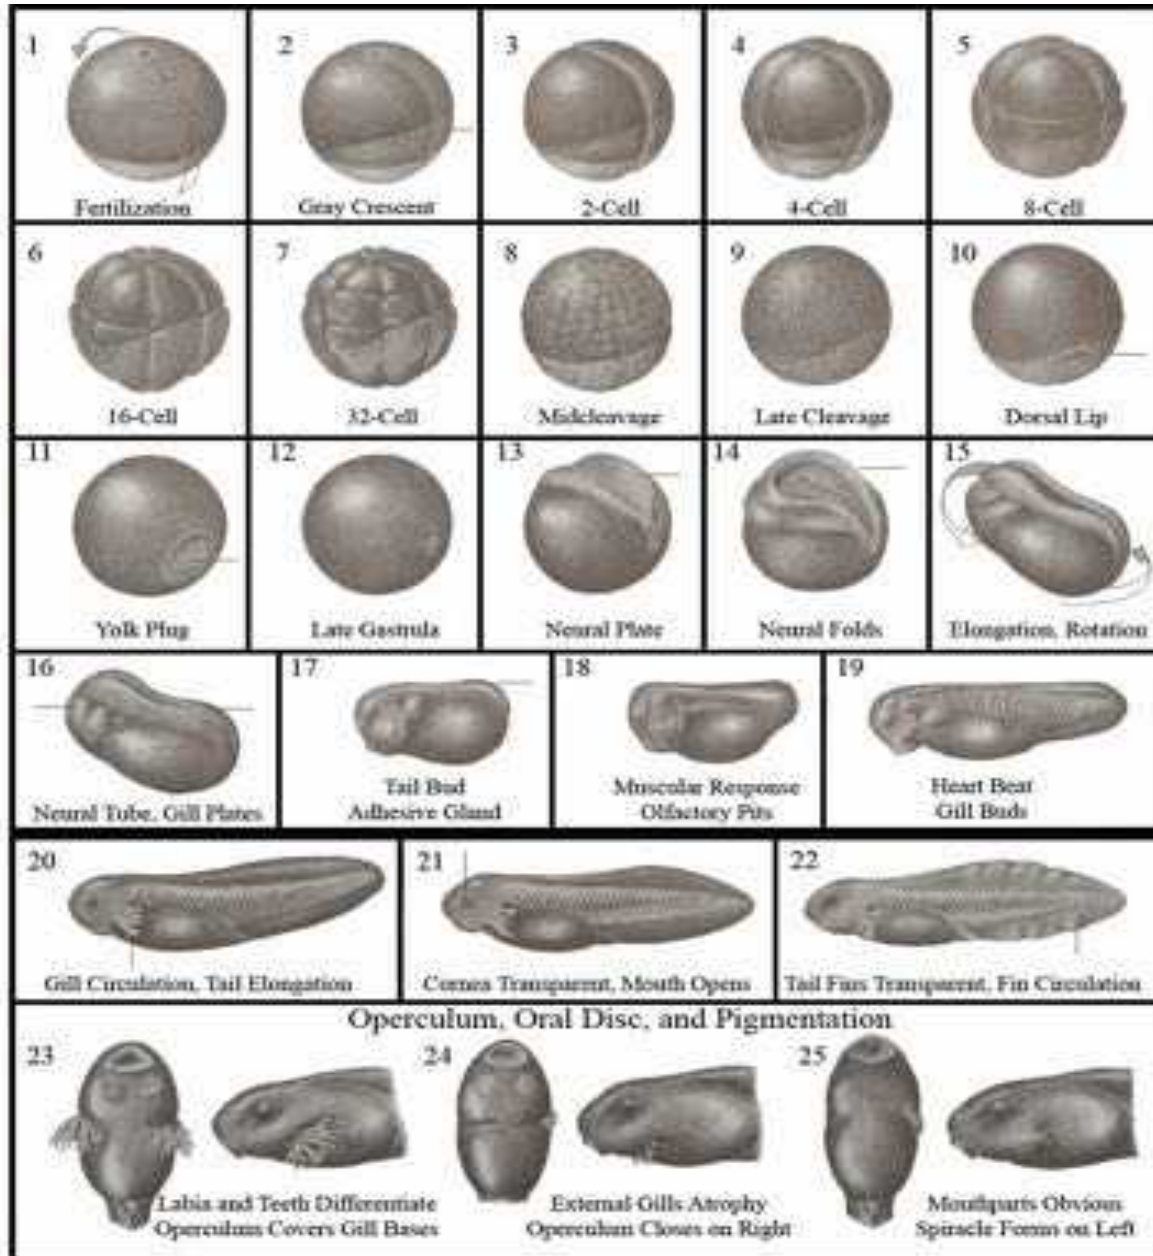 1
2
3
4
5
Fertilization
Gray Crescent
2-Cell
4-Cell
8-Cell
6
7
8
9
10
16-Cell
32-Cell
Midcleavage
Late Cleavage
Dorsal Lip
11
12
13
14
15
Yolk Plug
Late Gastrula
Neural Plate
Neural Folds
Elongation, Rotation
16
17
18
19
Neural Tube, Gill Plates
Tail Bud
Adhesive Gland
Muscular Response
Olfactory Pits
Heart Beat
Gill Buds
20
21
22
Gill Circulation, Tail Elongation
Cornea Transparent, Mouth Opens
Tail Fins Transparent, Fin Circulation
Operculum, Oral Disc, and Pigmentation
23
24
25
Labia and Teeth Differentiate
Operculum Covers Gill Bases
External Gills Atrophy
Operculum Closes on Right
Mouthparts Obvious
Spiracle Forms on Left